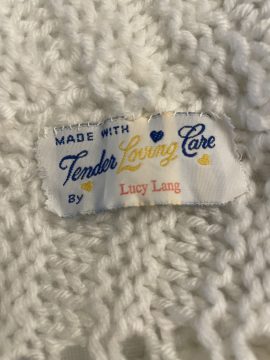 MADE WITH
Tender Loving Care
By Lucy Lang